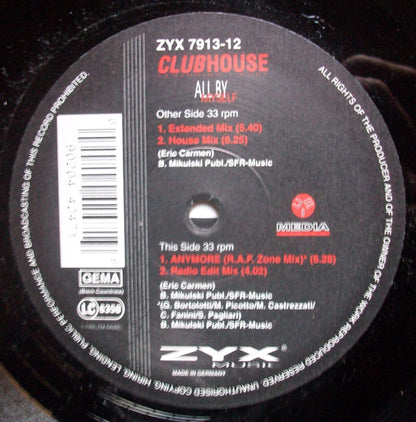 ZYX 7913-12
CLUBHOUSE
ALL BY
MYSELF
Other Side 33 rpm
1. Extended Mix (5.40)
2. House Mix (6.25)
(Eric Carmen)
B. Mikulski Publ./SFR-Music
MEDIA
This Side 33 rpm
1. ANYMORE (R.A.F. Zone Mix)* (6.28)
2. Radio Edit Mix (4.02)
(Eric Carmen)
B. Mikulski Publ./SFR-Music
*(G. Bortolotti/M. Picotto/M. Castrezzati/
C. Fanini/S. Pagliari)
B. Mikulski Publ./SFR-Music
GEMA
LC 6350
ZYX®
MUSIC
MADE IN GERMANY
ALL RIGHTS OF THE PRODUCER AND OF THE OWNER OF THE WORK REPRODUCED RESERVED. UNAUTHORISED COPYING, HIRING, LENDING, PUBLIC PERFORMANCE AND BROADCASTING OF THIS RECORD PROHIBITED.